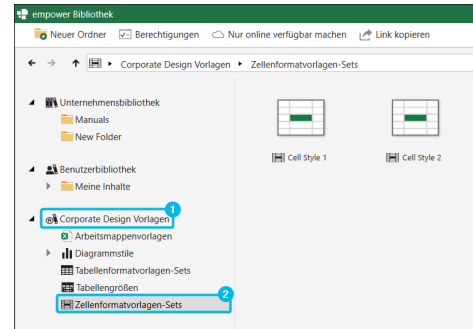 empower Bibliothek
Neuer Ordner Berechtigungen Nur online verfügbar machen Link kopieren
Corporate Design Vorlagen Zellenformatvorlagen-Sets
Unternehmensbibliothek
Manuals
New Folder
Benutzerbibliothek
Meine Inhalte
1
Corporate Design Vorlagen
Arbeitsmappenvorlagen
Diagrammstile
Tabellenformatvorlagen-Sets
Tabellengrößen
2
Zellenformatvorlagen-Sets
Cell Style 1 Cell Style 2